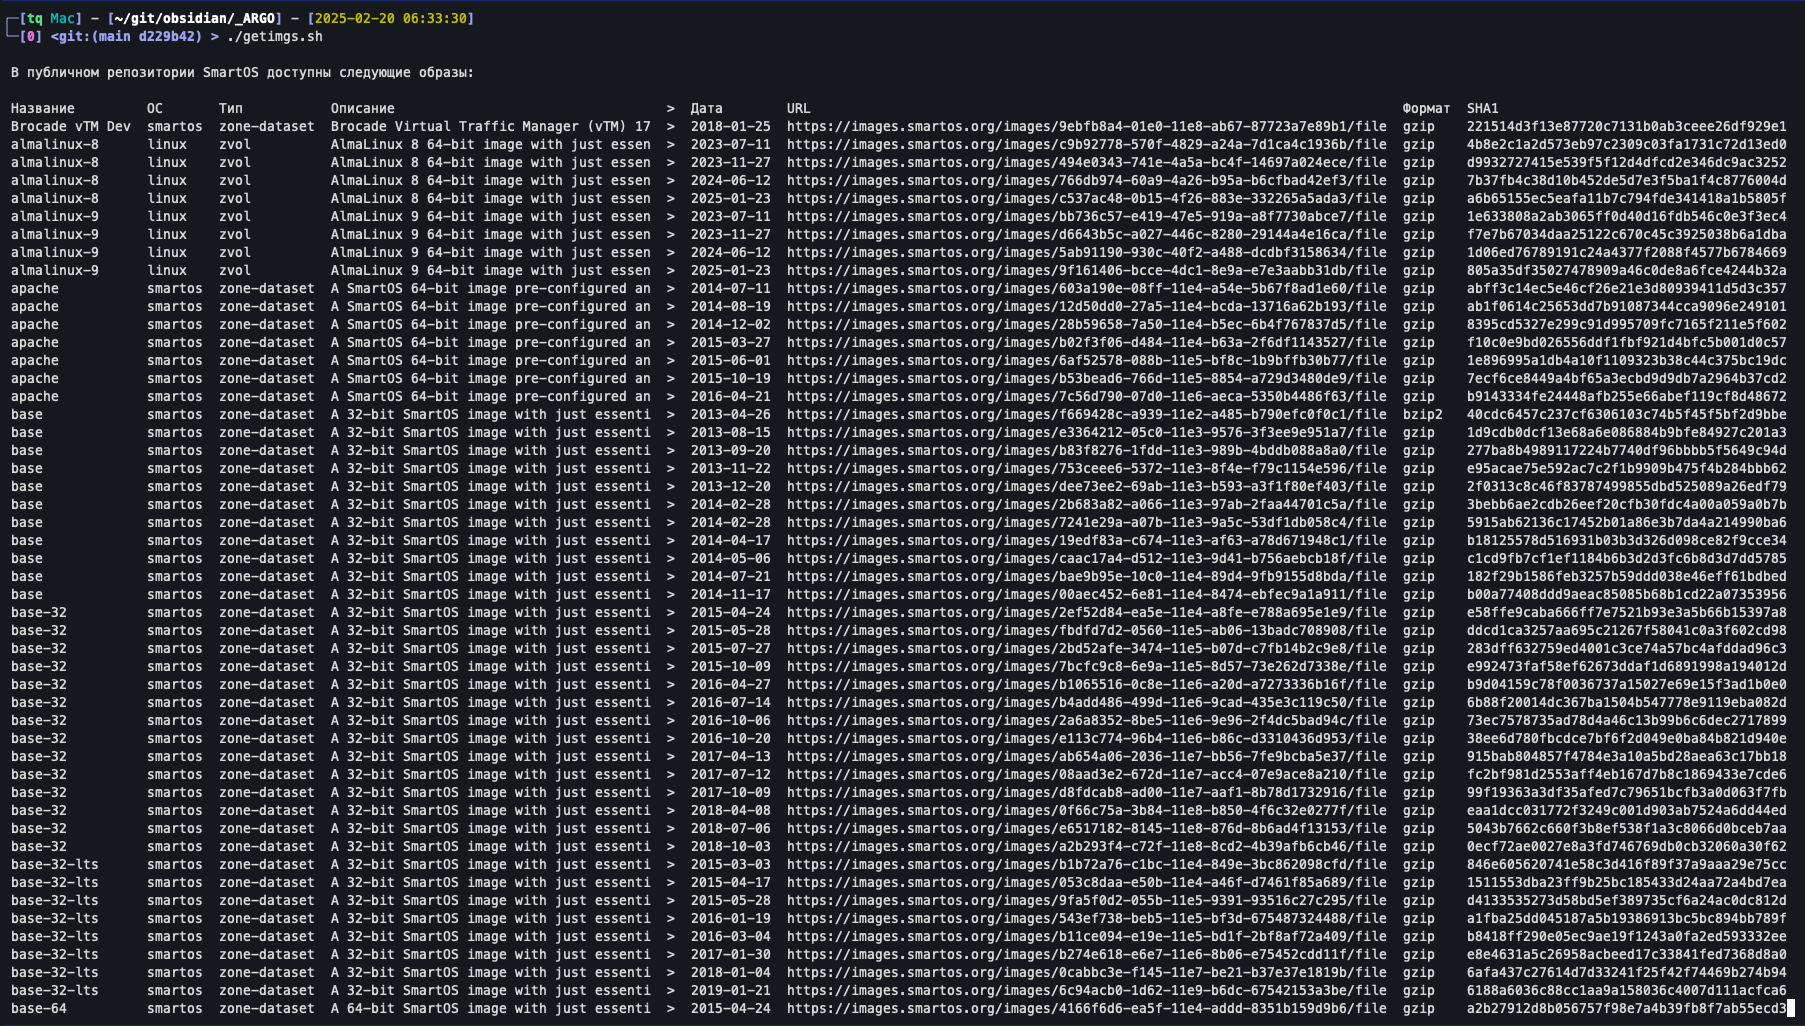 ┌─[tq Mac] – [~/git/obsidian/_ARGO] – [2025-02-20 06:33:30]
└─[0] <git:(main d229b42) > ./getimgs.sh
В публичном репозитории SmartOS доступны следующие образы:
Название ОС Тип Описание > Дата URL Формат SHA1
Brocade vTM Dev smartos zone-dataset Brocade Virtual Traffic Manager (vTM) 17 > 2018-01-25 https://images.smartos.org/images/9ebfb8a4-01e0-11e8-ab67-87723a7e89b1/file gzip 221514d3f13e87720c7131b0ab3ceee26df929e1
almalinux-8 linux zvol AlmaLinux 8 64-bit image with just essen > 2023-07-11 https://images.smartos.org/images/c9b92778-570f-4829-a24a-7d1ca4c1936b/file gzip 4b8e2c1a2d573eb97c2309c03fa1731c72d13ed0
almalinux-8 linux zvol AlmaLinux 8 64-bit image with just essen > 2023-11-27 https://images.smartos.org/images/494e0343-741e-4a5a-bc4f-14697a024ece/file gzip d9932727415e539f5f12d4dfcd2e346dc9ac3252
almalinux-8 linux zvol AlmaLinux 8 64-bit image with just essen > 2024-06-12 https://images.smartos.org/images/766db974-60a9-4a26-b95a-b6cfbad42ef3/file gzip 7b37fb4c38d10b452de5d7e3f5ba1f4c8776004d
almalinux-8 linux zvol AlmaLinux 8 64-bit image with just essen > 2025-01-23 https://images.smartos.org/images/c537ac48-0b15-4f26-883e-332265a5ada3/file gzip a6b65155ec5eafa11b7c794fde341418a1b5805f
almalinux-9 linux zvol AlmaLinux 9 64-bit image with just essen > 2023-07-11 https://images.smartos.org/images/bb736c57-e419-47e5-919a-a8f7730abce7/file gzip 1e633808a2ab3065ff0d40d16fdb546c0e3f3ec4
almalinux-9 linux zvol AlmaLinux 9 64-bit image with just essen > 2023-11-27 https://images.smartos.org/images/d6643b5c-a027-446c-8280-29144a4e16ca/file gzip f7e7b67034daa25122c670c45c3925038b6a1dba
almalinux-9 linux zvol AlmaLinux 9 64-bit image with just essen > 2024-06-12 https://images.smartos.org/images/5ab91190-930c-40f2-a488-dcdbf3158634/file gzip 1d06ed76789191c24a4377f2088f4577b6784669
almalinux-9 linux zvol AlmaLinux 9 64-bit image with just essen > 2025-01-23 https://images.smartos.org/images/9f161406-bcce-4dc1-8e9a-e7e3aabb31db/file gzip 805a35df35027478909a46c0de8a6fce4244b32a
apache smartos zone-dataset A SmartOS 64-bit image pre-configured an > 2014-07-11 https://images.smartos.org/images/603a190e-08ff-11e4-a54e-5b67f8ad1e60/file gzip abff3c14ec5e46cf26e21e3d80939411d5d3c357
apache smartos zone-dataset A SmartOS 64-bit image pre-configured an > 2014-08-19 https://images.smartos.org/images/12d50dd0-27a5-11e4-bcda-13716a62b193/file gzip ab1f0614c25653dd7b91087344cca9096e249101
apache smartos zone-dataset A SmartOS 64-bit image pre-configured an > 2014-12-02 https://images.smartos.org/images/28b59658-7a50-11e4-b5ec-6b4f767837d5/file gzip 8395cd5327e299c91d995709fc7165f211e5f602
apache smartos zone-dataset A SmartOS 64-bit image pre-configured an > 2015-03-27 https://images.smartos.org/images/b02f3f06-d484-11e4-b63a-2f6df1143527/file gzip f10c0e9bd026556ddf1fbf921d4bfc5b001d0c57
apache smartos zone-dataset A SmartOS 64-bit image pre-configured an > 2015-06-01 https://images.smartos.org/images/6af52578-088b-11e5-bf8c-1b9bffb30b77/file gzip 1e896995a1db4a10f1109323b38c44c375bc19dc
apache smartos zone-dataset A SmartOS 64-bit image pre-configured an > 2015-10-19 https://images.smartos.org/images/b53bead6-766d-11e5-8854-a729d3480de9/file gzip 7ecf6ce8449a4bf65a3ecbd9d9db7a2964b37cd2
apache smartos zone-dataset A SmartOS 64-bit image pre-configured an > 2016-04-21 https://images.smartos.org/images/7c56d790-07d0-11e6-aeca-5350b4486f63/file gzip b9143334fe24448afb255e66abef119cf8d48672
base smartos zone-dataset A 32-bit SmartOS image with just essenti > 2013-04-26 https://images.smartos.org/images/f669428c-a939-11e2-a485-b790efc0f0c1/file bzip2 40cdc6457c237cf6306103c74b5f45f5bf2d9bbe
base smartos zone-dataset A 32-bit SmartOS image with just essenti > 2013-08-15 https://images.smartos.org/images/e3364212-05c0-11e3-9576-3f3ee9e951a7/file gzip 1d9cdb0dcf13e68a6e086884b9bfe84927c201a3
base smartos zone-dataset A 32-bit SmartOS image with just essenti > 2013-09-20 https://images.smartos.org/images/b83f8276-1fdd-11e3-989b-4bddb088a8a0/file gzip 277ba8b4989117224b7740df96bbbb5f5649c94d
base smartos zone-dataset A 32-bit SmartOS image with just essenti > 2013-11-22 https://images.smartos.org/images/753ceee6-5372-11e3-8f4e-f79c1154e596/file gzip e95acae75e592ac7c2f1b9909b475f4b284bbb62
base smartos zone-dataset A 32-bit SmartOS image with just essenti > 2013-12-20 https://images.smartos.org/images/dee73ee2-69ab-11e3-b593-a3f1f80ef403/file gzip 2f0313c8c46f83787499855dbd525089a26edf79
base smartos zone-dataset A 32-bit SmartOS image with just essenti > 2014-02-28 https://images.smartos.org/images/2b683a82-a066-11e3-97ab-2faa44701c5a/file gzip 3bebb6ae2cdb26eef20cfb30fdc4a00a059a0b7b
base smartos zone-dataset A 32-bit SmartOS image with just essenti > 2014-02-28 https://images.smartos.org/images/7241e29a-a07b-11e3-9a5c-53df1db058c4/file gzip 5915ab62136c17452b01a86e3b7da4a214990ba6
base smartos zone-dataset A 32-bit SmartOS image with just essenti > 2014-04-17 https://images.smartos.org/images/19edf83a-c674-11e3-af63-a78d671948c1/file gzip b18125578d516931b03b3d326d098ce82f9cce34
base smartos zone-dataset A 32-bit SmartOS image with just essenti > 2014-05-06 https://images.smartos.org/images/caac17a4-d512-11e3-9d41-b756aebcb18f/file gzip c1cd9fb7cf1ef1184b6b3d2d3fc6b8d3d7dd5785
base smartos zone-dataset A 32-bit SmartOS image with just essenti > 2014-07-21 https://images.smartos.org/images/bae9b95e-10c0-11e4-89d4-9fb9155d8bda/file gzip 182f29b1586feb3257b59ddd038e46eff61bdbed
base smartos zone-dataset A 32-bit SmartOS image with just essenti > 2014-11-17 https://images.smartos.org/images/00aec452-6e81-11e4-8474-ebfec9a1a911/file gzip b00a77408ddd9aeac85085b68b1cd22a07353956
base-32 smartos zone-dataset A 32-bit SmartOS image with just essenti > 2015-04-24 https://images.smartos.org/images/2ef52d84-ea5e-11e4-a8fe-e788a695e1e9/file gzip e58ffe9caba666ff7e7521b93e3a5b66b15397a8
base-32 smartos zone-dataset A 32-bit SmartOS image with just essenti > 2015-05-28 https://images.smartos.org/images/fbdfd7d2-0560-11e5-ab06-13badc708908/file gzip ddcd1ca3257aa695c21267f58041c0a3f602cd98
base-32 smartos zone-dataset A 32-bit SmartOS image with just essenti > 2015-07-27 https://images.smartos.org/images/2bd52afe-3474-11e5-b07d-c7fb14b2c9e8/file gzip 283dff632759ed4001c3ce74a57bc4afddad96c3
base-32 smartos zone-dataset A 32-bit SmartOS image with just essenti > 2015-10-09 https://images.smartos.org/images/7bcfc9c8-6e9a-11e5-8d57-73e262d7338e/file gzip e992473faf58ef62673ddaf1d6891998a194012d
base-32 smartos zone-dataset A 32-bit SmartOS image with just essenti > 2016-04-27 https://images.smartos.org/images/b1065516-0c8e-11e6-a20d-a7273336b16f/file gzip b9d04159c78f0036737a15027e69e15f3ad1b0e0
base-32 smartos zone-dataset A 32-bit SmartOS image with just essenti > 2016-07-14 https://images.smartos.org/images/b4add486-499d-11e6-9cad-435e3c119c50/file gzip 6b88f20014dc367ba1504b547778e9119eba082d
base-32 smartos zone-dataset A 32-bit SmartOS image with just essenti > 2016-10-06 https://images.smartos.org/images/2a6a8352-8be5-11e6-9e96-2f4dc5bad94c/file gzip 73ec7578735ad78d4a46c13b99b6c6dec2717899
base-32 smartos zone-dataset A 32-bit SmartOS image with just essenti > 2016-10-20 https://images.smartos.org/images/e113c774-96b4-11e6-b86c-d3310436d953/file gzip 38ee6d780fbcdce7bf6f2d049e0ba84b821d940e
base-32 smartos zone-dataset A 32-bit SmartOS image with just essenti > 2017-04-13 https://images.smartos.org/images/ab654a06-2036-11e7-bb56-7fe9bcba5e37/file gzip 915bab804857f4784e3a10a5bd28aea63c17bb18
base-32 smartos zone-dataset A 32-bit SmartOS image with just essenti > 2017-07-12 https://images.smartos.org/images/08aad3e2-672d-11e7-acc4-07e9ace8a210/file gzip fc2bf981d2553aff4eb167d7b8c1869433e7cde6
base-32 smartos zone-dataset A 32-bit SmartOS image with just essenti > 2017-10-09 https://images.smartos.org/images/d8fdcab8-ad00-11e7-aaf1-8b78d1732916/file gzip 99f19363a3df35afed7c79651bcfb3a0d063f7fb
base-32 smartos zone-dataset A 32-bit SmartOS image with just essenti > 2018-04-08 https://images.smartos.org/images/0f66c75a-3b84-11e8-b850-4f6c32e0277f/file gzip eaa1dcc031772f3249c001d903ab7524a6dd44ed
base-32 smartos zone-dataset A 32-bit SmartOS image with just essenti > 2018-07-06 https://images.smartos.org/images/e6517182-8145-11e8-876d-8b6ad4f13153/file gzip 5043b7662c660f3b8ef538f1a3c8066d0bceb7aa
base-32 smartos zone-dataset A 32-bit SmartOS image with just essenti > 2018-10-03 https://images.smartos.org/images/a2b293f4-c72f-11e8-8cd2-4b39afb6cb46/file gzip 0ecf72ae0027e8a3fd746769db0cb32060a30f62
base-32-lts smartos zone-dataset A 32-bit SmartOS image with just essenti > 2015-03-03 https://images.smartos.org/images/b1b72a76-c1bc-11e4-849e-3bc862098cfd/file gzip 846e605620741e58c3d416f89f37a9aaa29e75cc
base-32-lts smartos zone-dataset A 32-bit SmartOS image with just essenti > 2015-04-17 https://images.smartos.org/images/053c8daa-e50b-11e4-a46f-d7461f85a689/file gzip 1511553dba23ff9b25bc185433d24aa72a4bd7ea
base-32-lts smartos zone-dataset A 32-bit SmartOS image with just essenti > 2015-05-28 https://images.smartos.org/images/9fa5f0d2-055b-11e5-9391-93516c27c295/file gzip d4133535273d58bd5ef389735cf6a24ac0dc812d
base-32-lts smartos zone-dataset A 32-bit SmartOS image with just essenti > 2016-01-19 https://images.smartos.org/images/543ef738-beb5-11e5-bf3d-675487324488/file gzip a1fba25dd045187a5b19386913bc5bc894bb789f
base-32-lts smartos zone-dataset A 32-bit SmartOS image with just essenti > 2016-03-04 https://images.smartos.org/images/b11ce094-e19e-11e5-bd1f-2bf8af72a409/file gzip b8418ff290e05ec9ae19f1243a0fa2ed593332ee
base-32-lts smartos zone-dataset A 32-bit SmartOS image with just essenti > 2017-01-30 https://images.smartos.org/images/b274e618-e6e7-11e6-8b06-e75452cdd11f/file gzip e8e4631a5c26958acbeed17c33841fed7368d8a0
base-32-lts smartos zone-dataset A 32-bit SmartOS image with just essenti > 2018-01-04 https://images.smartos.org/images/0cabbc3e-f145-11e7-be21-b37e37e1819b/file gzip 6afa437c27614d7d33241f25f42f74469b274b94
base-32-lts smartos zone-dataset A 32-bit SmartOS image with just essenti > 2019-01-21 https://images.smartos.org/images/6c94acb0-1d62-11e9-b6dc-67542153a3be/file gzip 6188a6036c88cc1aa9a158036c4007d111acfca6
base-64 smartos zone-dataset A 64-bit SmartOS image with just essenti > 2015-04-24 https://images.smartos.org/images/4166f6d6-ea5f-11e4-addd-8351b159d9b6/file gzip a2b27912d8b056757f98e7a4b39fb8f7ab55ecd3